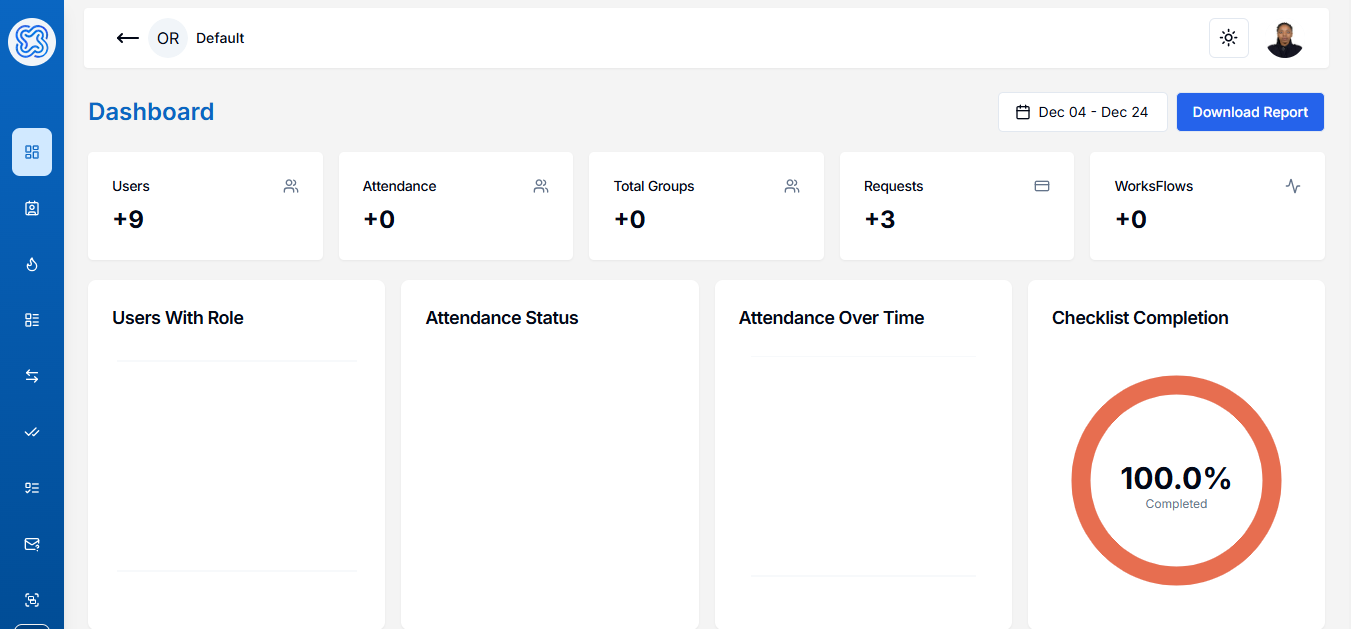 OR Default
Dashboard
Dec 04 - Dec 24
Download Report
Users
+9
Attendance
+0
Total Groups
+0
Requests
+3
WorksFlows
+0
Users With Role
Attendance Status
Attendance Over Time
Checklist Completion
100.0%
Completed